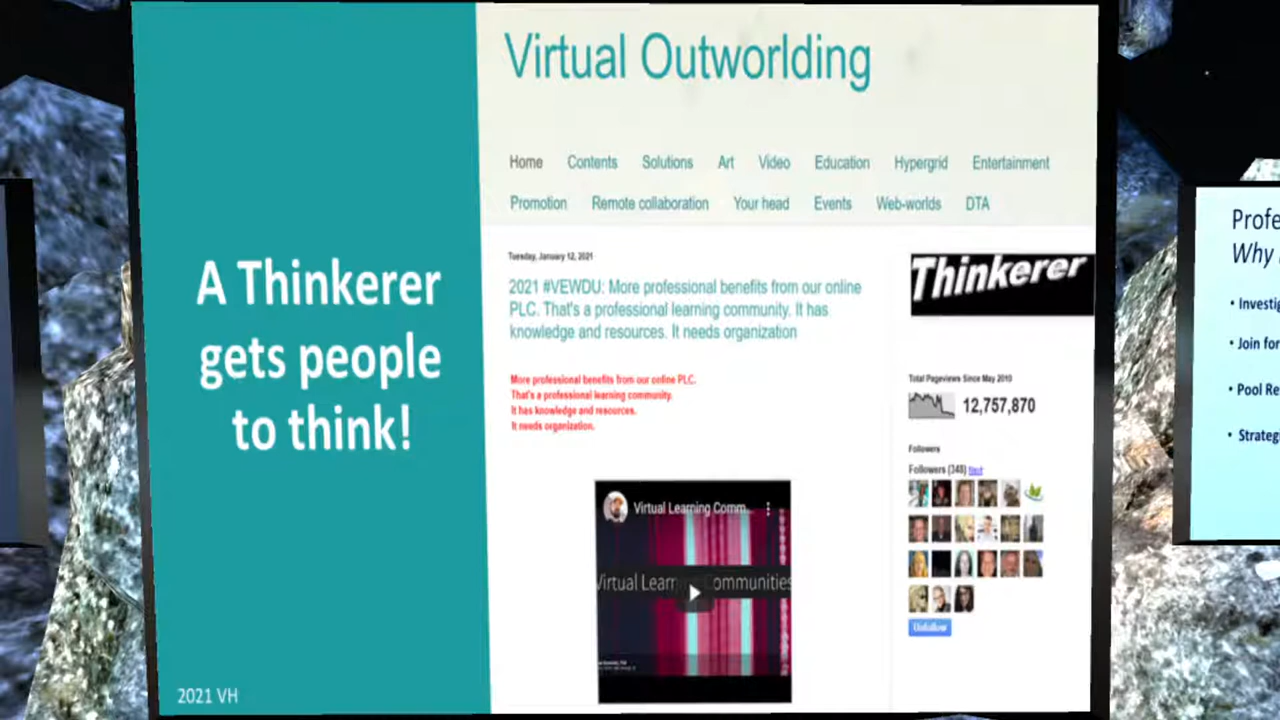 Virtual Outworlding
Home Contents Solutions Art Video Education Hypergrid Entertainment
Promotion Remote collaboration Your head Events Web-worlds DTA
A Thinkerer
gets people
to think!
2021 VH
Tuesday, January 12, 2021
2021 #VEWDU: More professional benefits from our online
PLC. That's a professional learning community. It has
knowledge and resources. It needs organization
More professional benefits from our online PLC.
That's a professional learning community.
It has knowledge and resources.
It needs organization.
Virtual Learning Comm...
Virtual Learn Communities
Thinkerer
Total Pageviews Since May 2010
12,757,870
Followers
Followers (348) Next
Unfollow
Profe
Why
• Investig
• Join for
• Pool Re
• Strateg